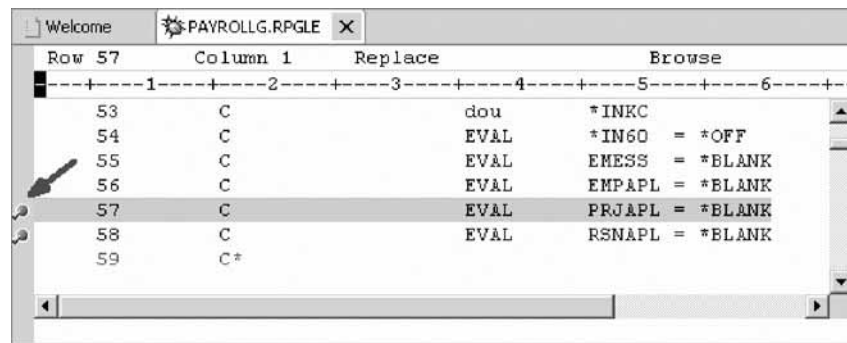 Welcome PAYROLLG.RPGLE
Row 57 Column 1 Replace Browse
----+----1----+----2----+----3----+----4----+----5----+----6----+-
53 C dou *INKC
54 C EVAL *IN60 = *OFF
55 C EVAL EMESS = *BLANK
56 C EVAL EMPAPL = *BLANK
57 C EVAL PRJAPL = *BLANK
58 C EVAL RSNAPL = *BLANK
59 C*